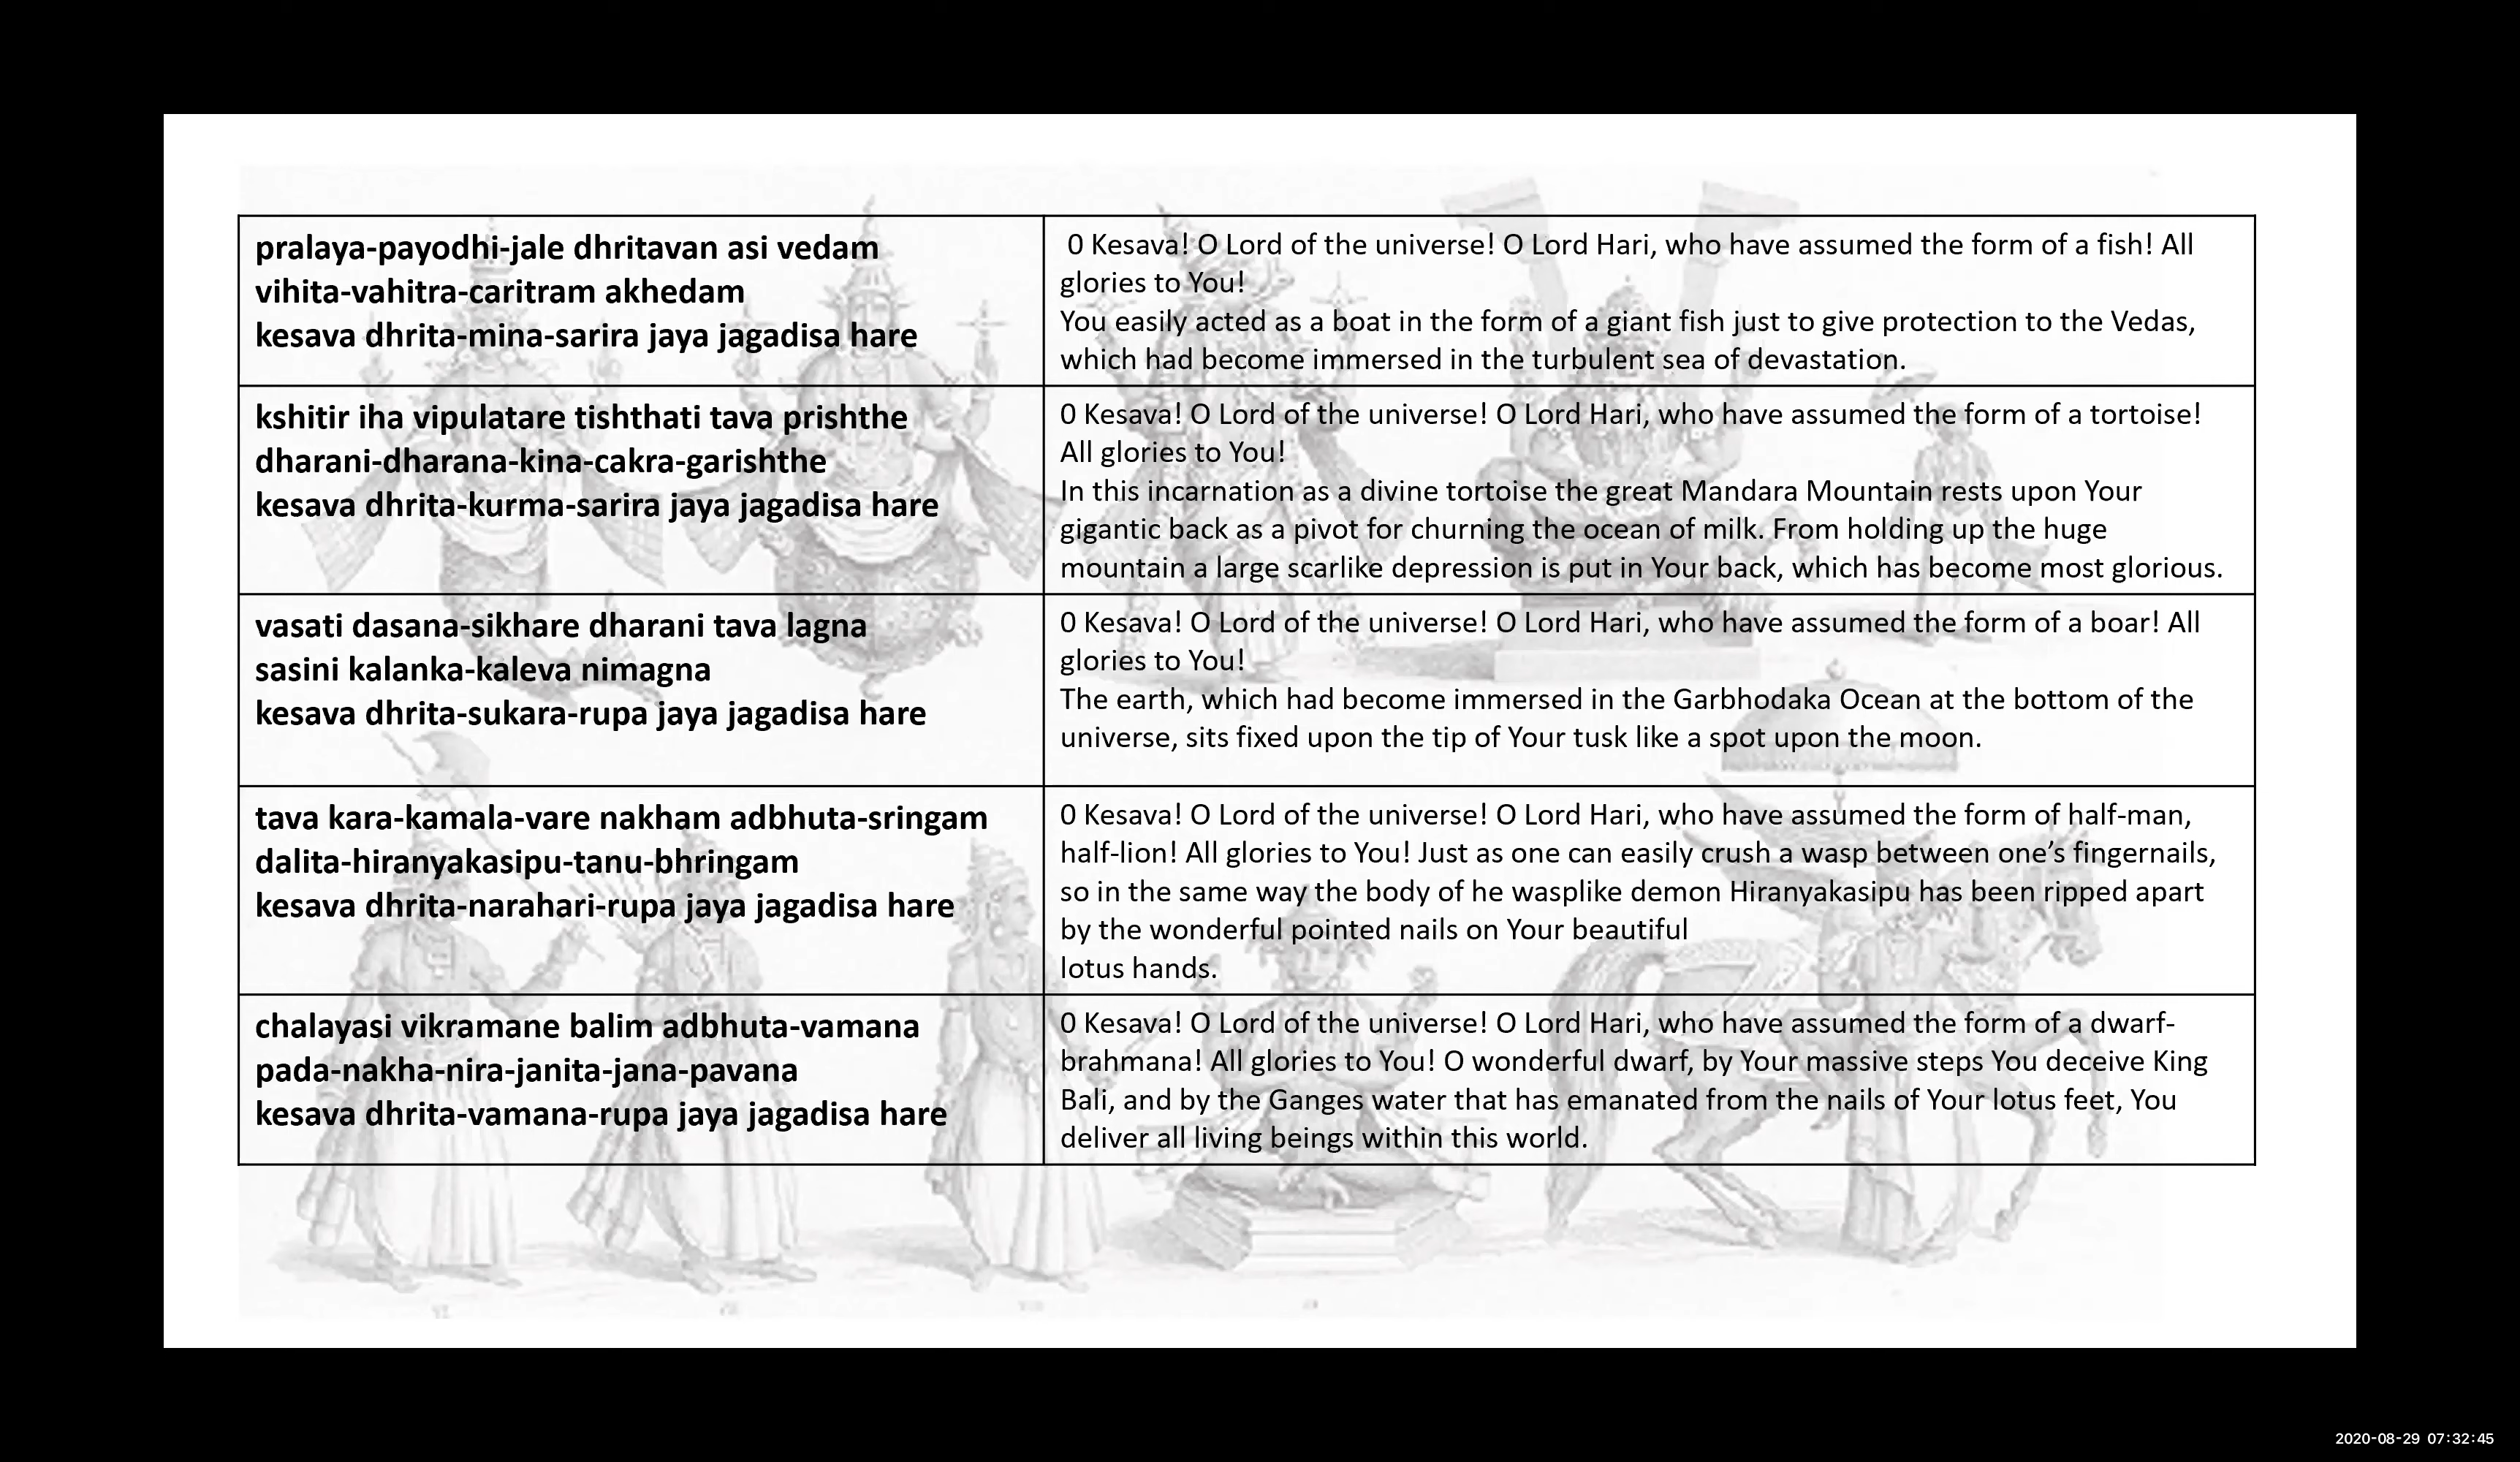 pralaya-payodhi-jale dhritavan asi vedam
vihita-vahitra-caritram akhedam
kesava dhrita-mina-sarira jaya jagadisa hare
0 Kesava! O Lord of the universe! O Lord Hari, who have assumed the form of a fish! All
glories to You!
You easily acted as a boat in the form of a giant fish just to give protection to the Vedas,
which had become immersed in the turbulent sea of devastation.
kshitir iha vipulatare tishthati tava prishthe
dharani-dharana-kina-cakra-garishthe
kesava dhrita-kurma-sarira jaya jagadisa hare
0 Kesava! O Lord of the universe! O Lord Hari, who have assumed the form of a tortoise!
All glories to You!
In this incarnation as a divine tortoise the great Mandara Mountain rests upon Your
gigantic back as a pivot for churning the ocean of milk. From holding up the huge
mountain a large scarlike depression is put in Your back, which has become most glorious.
vasati dasana-sikhare dharani tava lagna
sasini kalanka-kaleva nimagna
kesava dhrita-sukara-rupa jaya jagadisa hare
0 Kesava! O Lord of the universe! O Lord Hari, who have assumed the form of a boar! All
glories to You!
The earth, which had become immersed in the Garbhodaka Ocean at the bottom of the
universe, sits fixed upon the tip of Your tusk like a spot upon the moon.
tava kara-kamala-vare nakham adbhuta-sringam
dalita-hiranyakasipu-tanu-bhringam
kesava dhrita-narahari-rupa jaya jagadisa hare
0 Kesava! O Lord of the universe! O Lord Hari, who have assumed the form of half-man,
half-lion! All glories to You! Just as one can easily crush a wasp between one’s fingernails,
so in the same way the body of he wasplike demon Hiranyakasipu has been ripped apart
by the wonderful pointed nails on Your beautiful
lotus hands.
chalayasi vikramane balim adbhuta-vamana
pada-nakha-nira-janita-jana-pavana
kesava dhrita-vamana-rupa jaya jagadisa hare
0 Kesava! O Lord of the universe! O Lord Hari, who have assumed the form of a dwarf-
brahmana! All glories to You! O wonderful dwarf, by Your massive steps You deceive King
Bali, and by the Ganges water that has emanated from the nails of Your lotus feet, You
deliver all living beings within this world.
2020-08-29 07:32:45